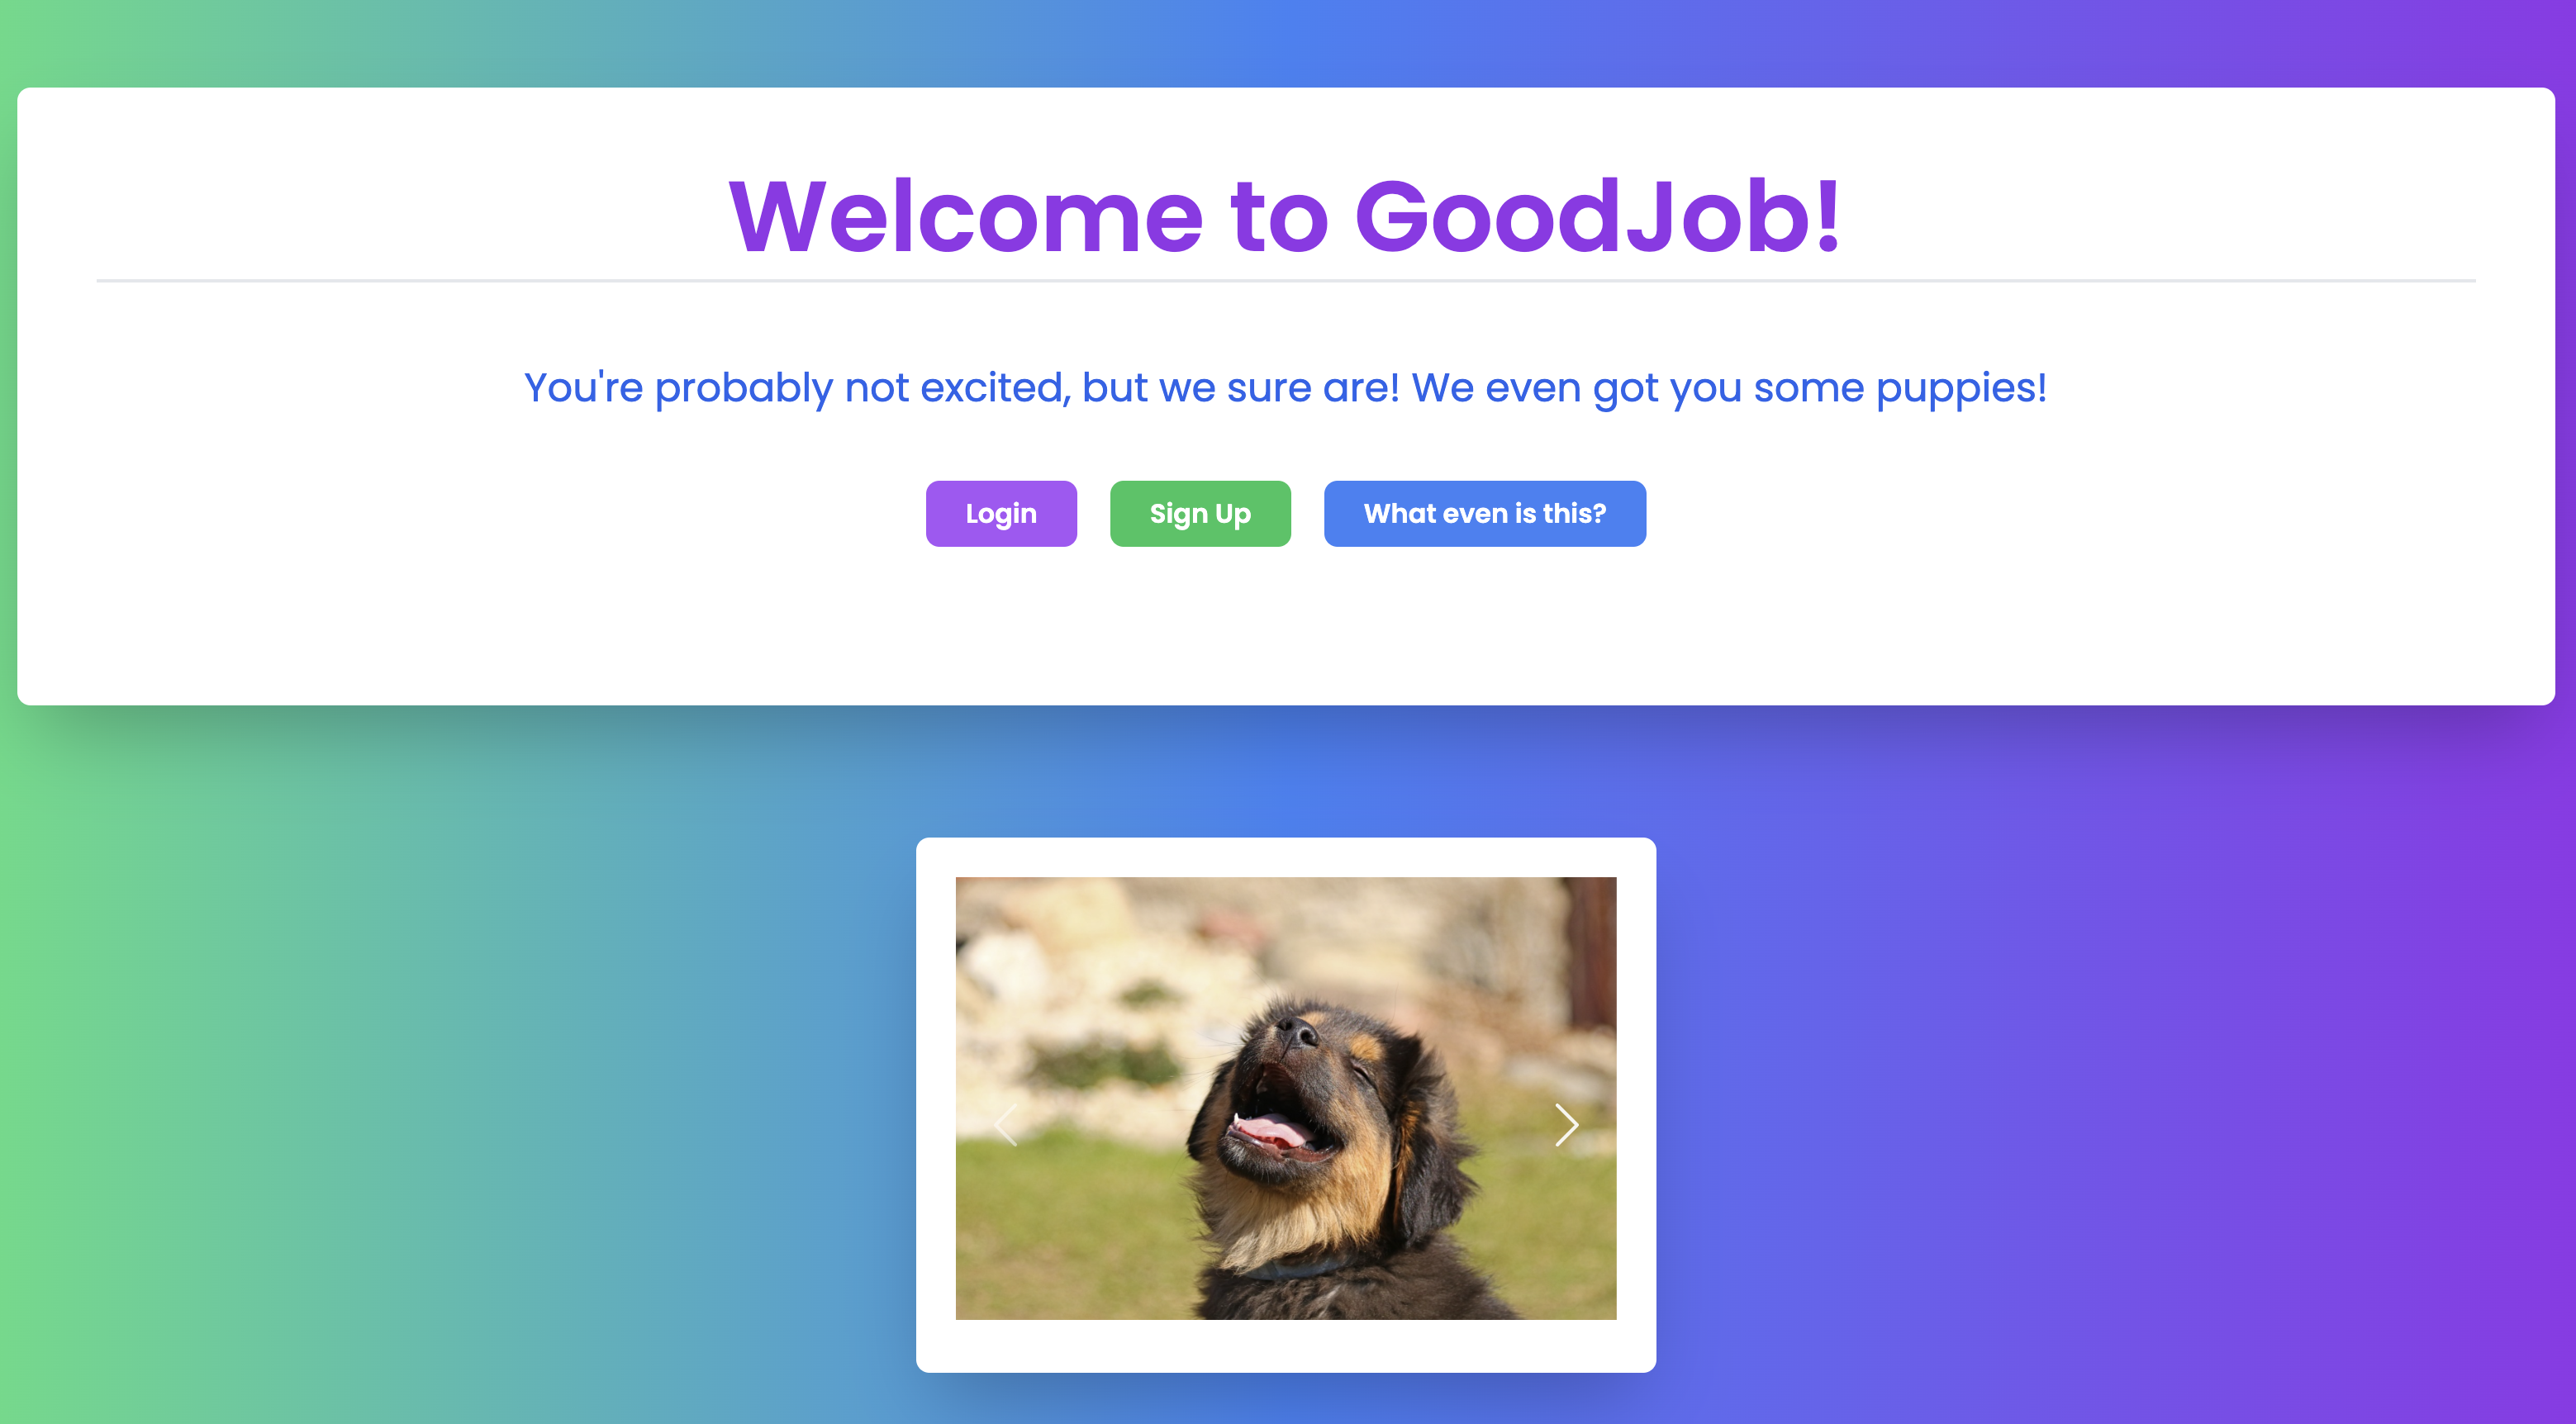 Welcome to GoodJob!
You're probably not excited, but we sure are! We even got you some puppies!
Login
Sign Up
What even is this?